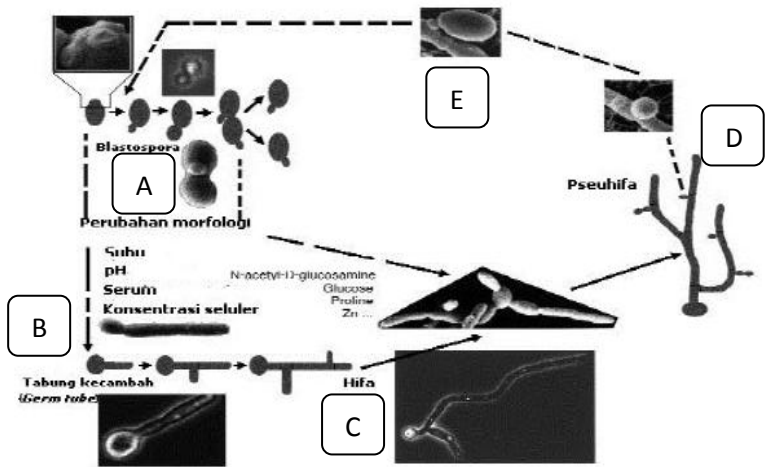 E
D
Blastospora
A
Pseuhifa
Perubahan morfologi
Suhu
pH
Serum
Konsentrasi seluler
N-acetyl-D-glucosamine
Glucose
Proline
Zn ...
B
Tabung kecambah
(Germ tube)
Hifa
C